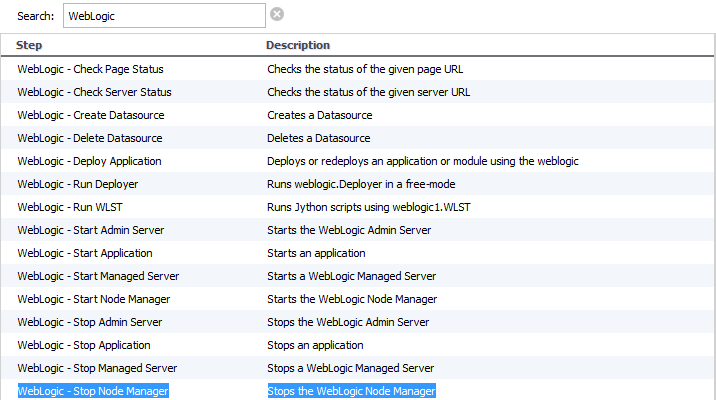 Search: WebLogic
Step Description
WebLogic - Check Page Status Checks the status of the given page URL
WebLogic - Check Server Status Checks the status of the given server URL
WebLogic - Create Datasource Creates a Datasource
WebLogic - Delete Datasource Deletes a Datasource
WebLogic - Deploy Application Deploys or redeploys an application or module using the weblogic
WebLogic - Run Deployer Runs weblogic.Deployer in a free-mode
WebLogic - Run WLST Runs Jython scripts using weblogic1.WLST
WebLogic - Start Admin Server Starts the WebLogic Admin Server
WebLogic - Start Application Starts an application
WebLogic - Start Managed Server Starts a WebLogic Managed Server
WebLogic - Start Node Manager Starts the WebLogic Node Manager
WebLogic - Stop Admin Server Stops the WebLogic Admin Server
WebLogic - Stop Application Stops an application
WebLogic - Stop Managed Server Stops a WebLogic Managed Server
WebLogic - Stop Node Manager Stops the WebLogic Node Manager